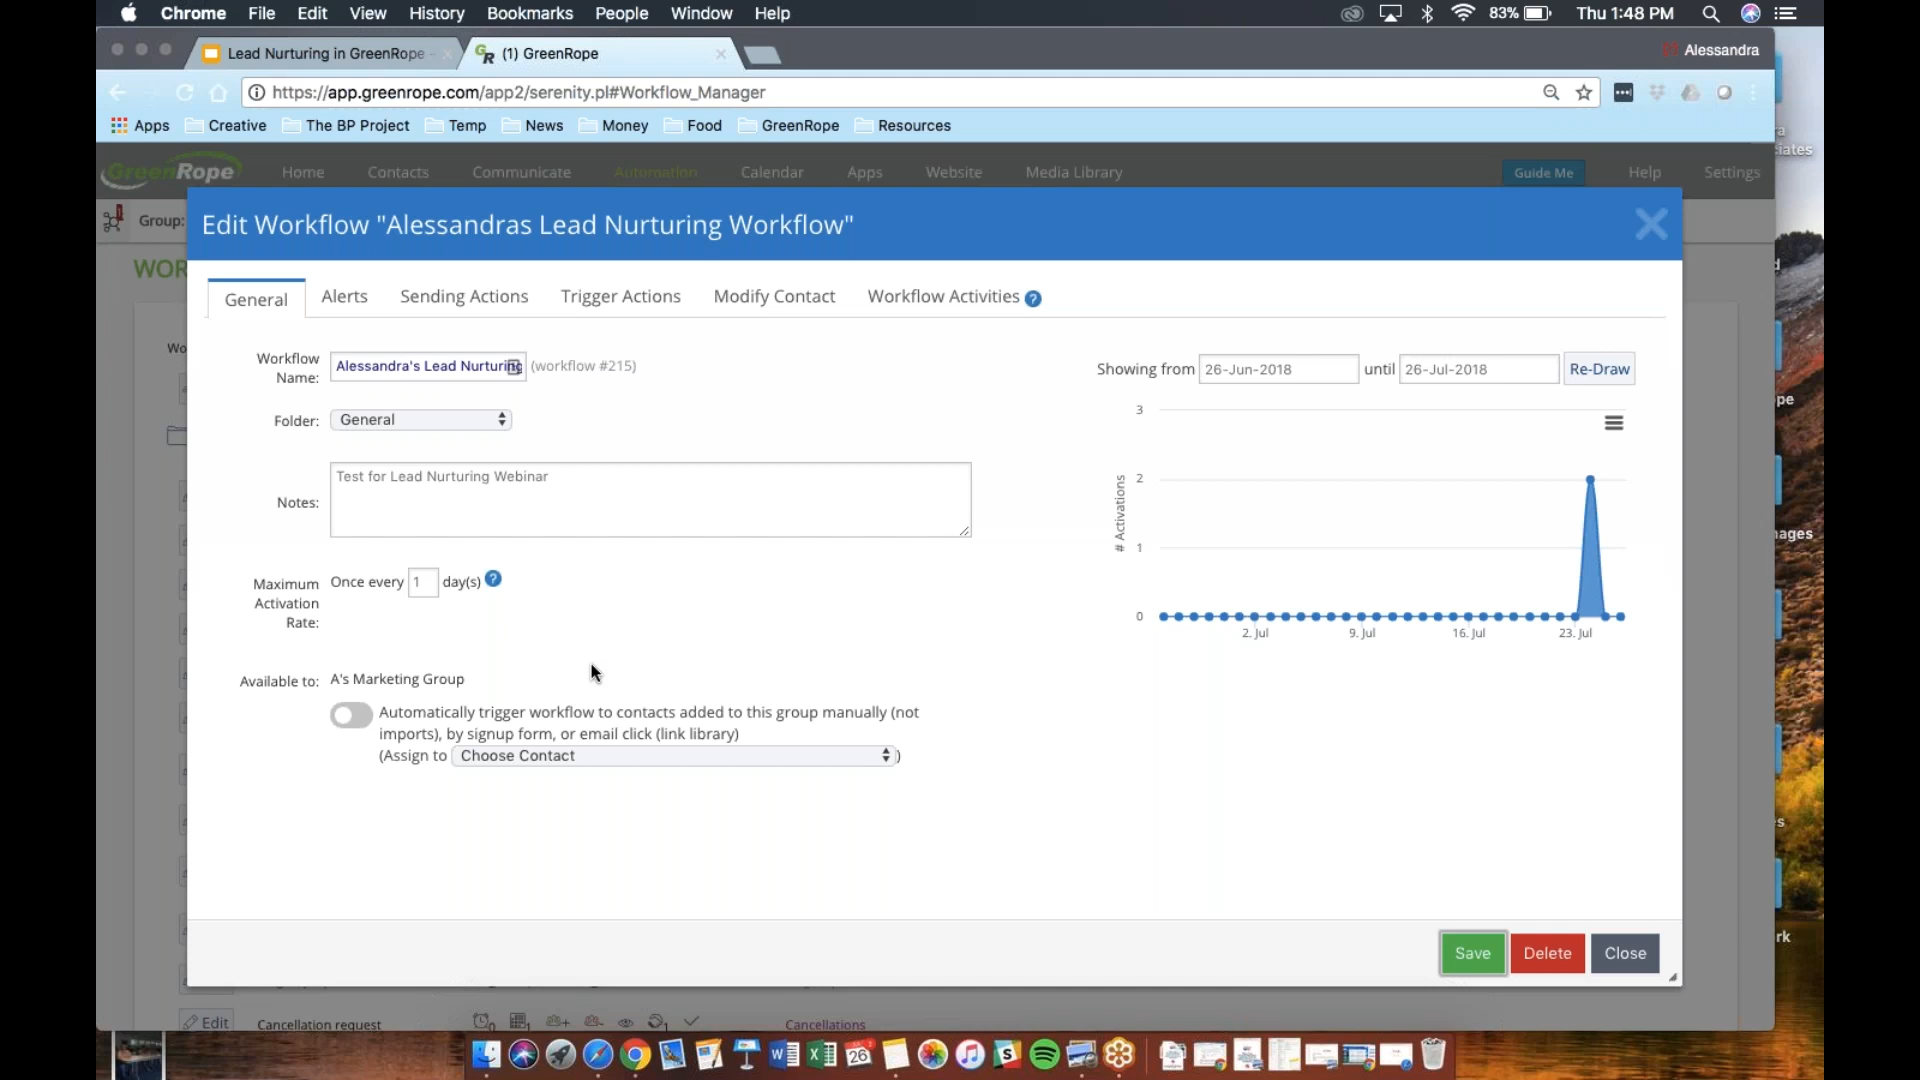 Chrome File Edit View History Bookmarks People Window Help 83% Thu 1:48 PM
Lead Nurturing in GreenRope - (1) GreenRope Alessandra
https://app.greenrope.com/app2/serenity.pl#Workflow_Manager
Apps Creative The BP Project Temp News Money Food GreenRope Resources
GreenRope Home Contacts Communicate Automation Calendar Apps Website Media Library Guide Me Help Settings
Group:
Edit Workflow "Alessandras Lead Nurturing Workflow"
WOR
General Alerts Sending Actions Trigger Actions Modify Contact Workflow Activities ?
Wo
Workflow Name: Alessandra's Lead Nurturing (workflow #215)
Showing from 26-Jun-2018 until 26-Jul-2018 Re-Draw
Folder: General
Notes: Test for Lead Nurturing Webinar
3
2
1
0
# Activations
2. Jul 9. Jul 16. Jul 23. Jul
Maximum Activation Rate: Once every 1 day(s) ?
Available to: A's Marketing Group
Automatically trigger workflow to contacts added to this group manually (not
imports), by signup form, or email click (link library)
(Assign to Choose Contact )
Save Delete Close
Edit Cancellation request Cancellations
26